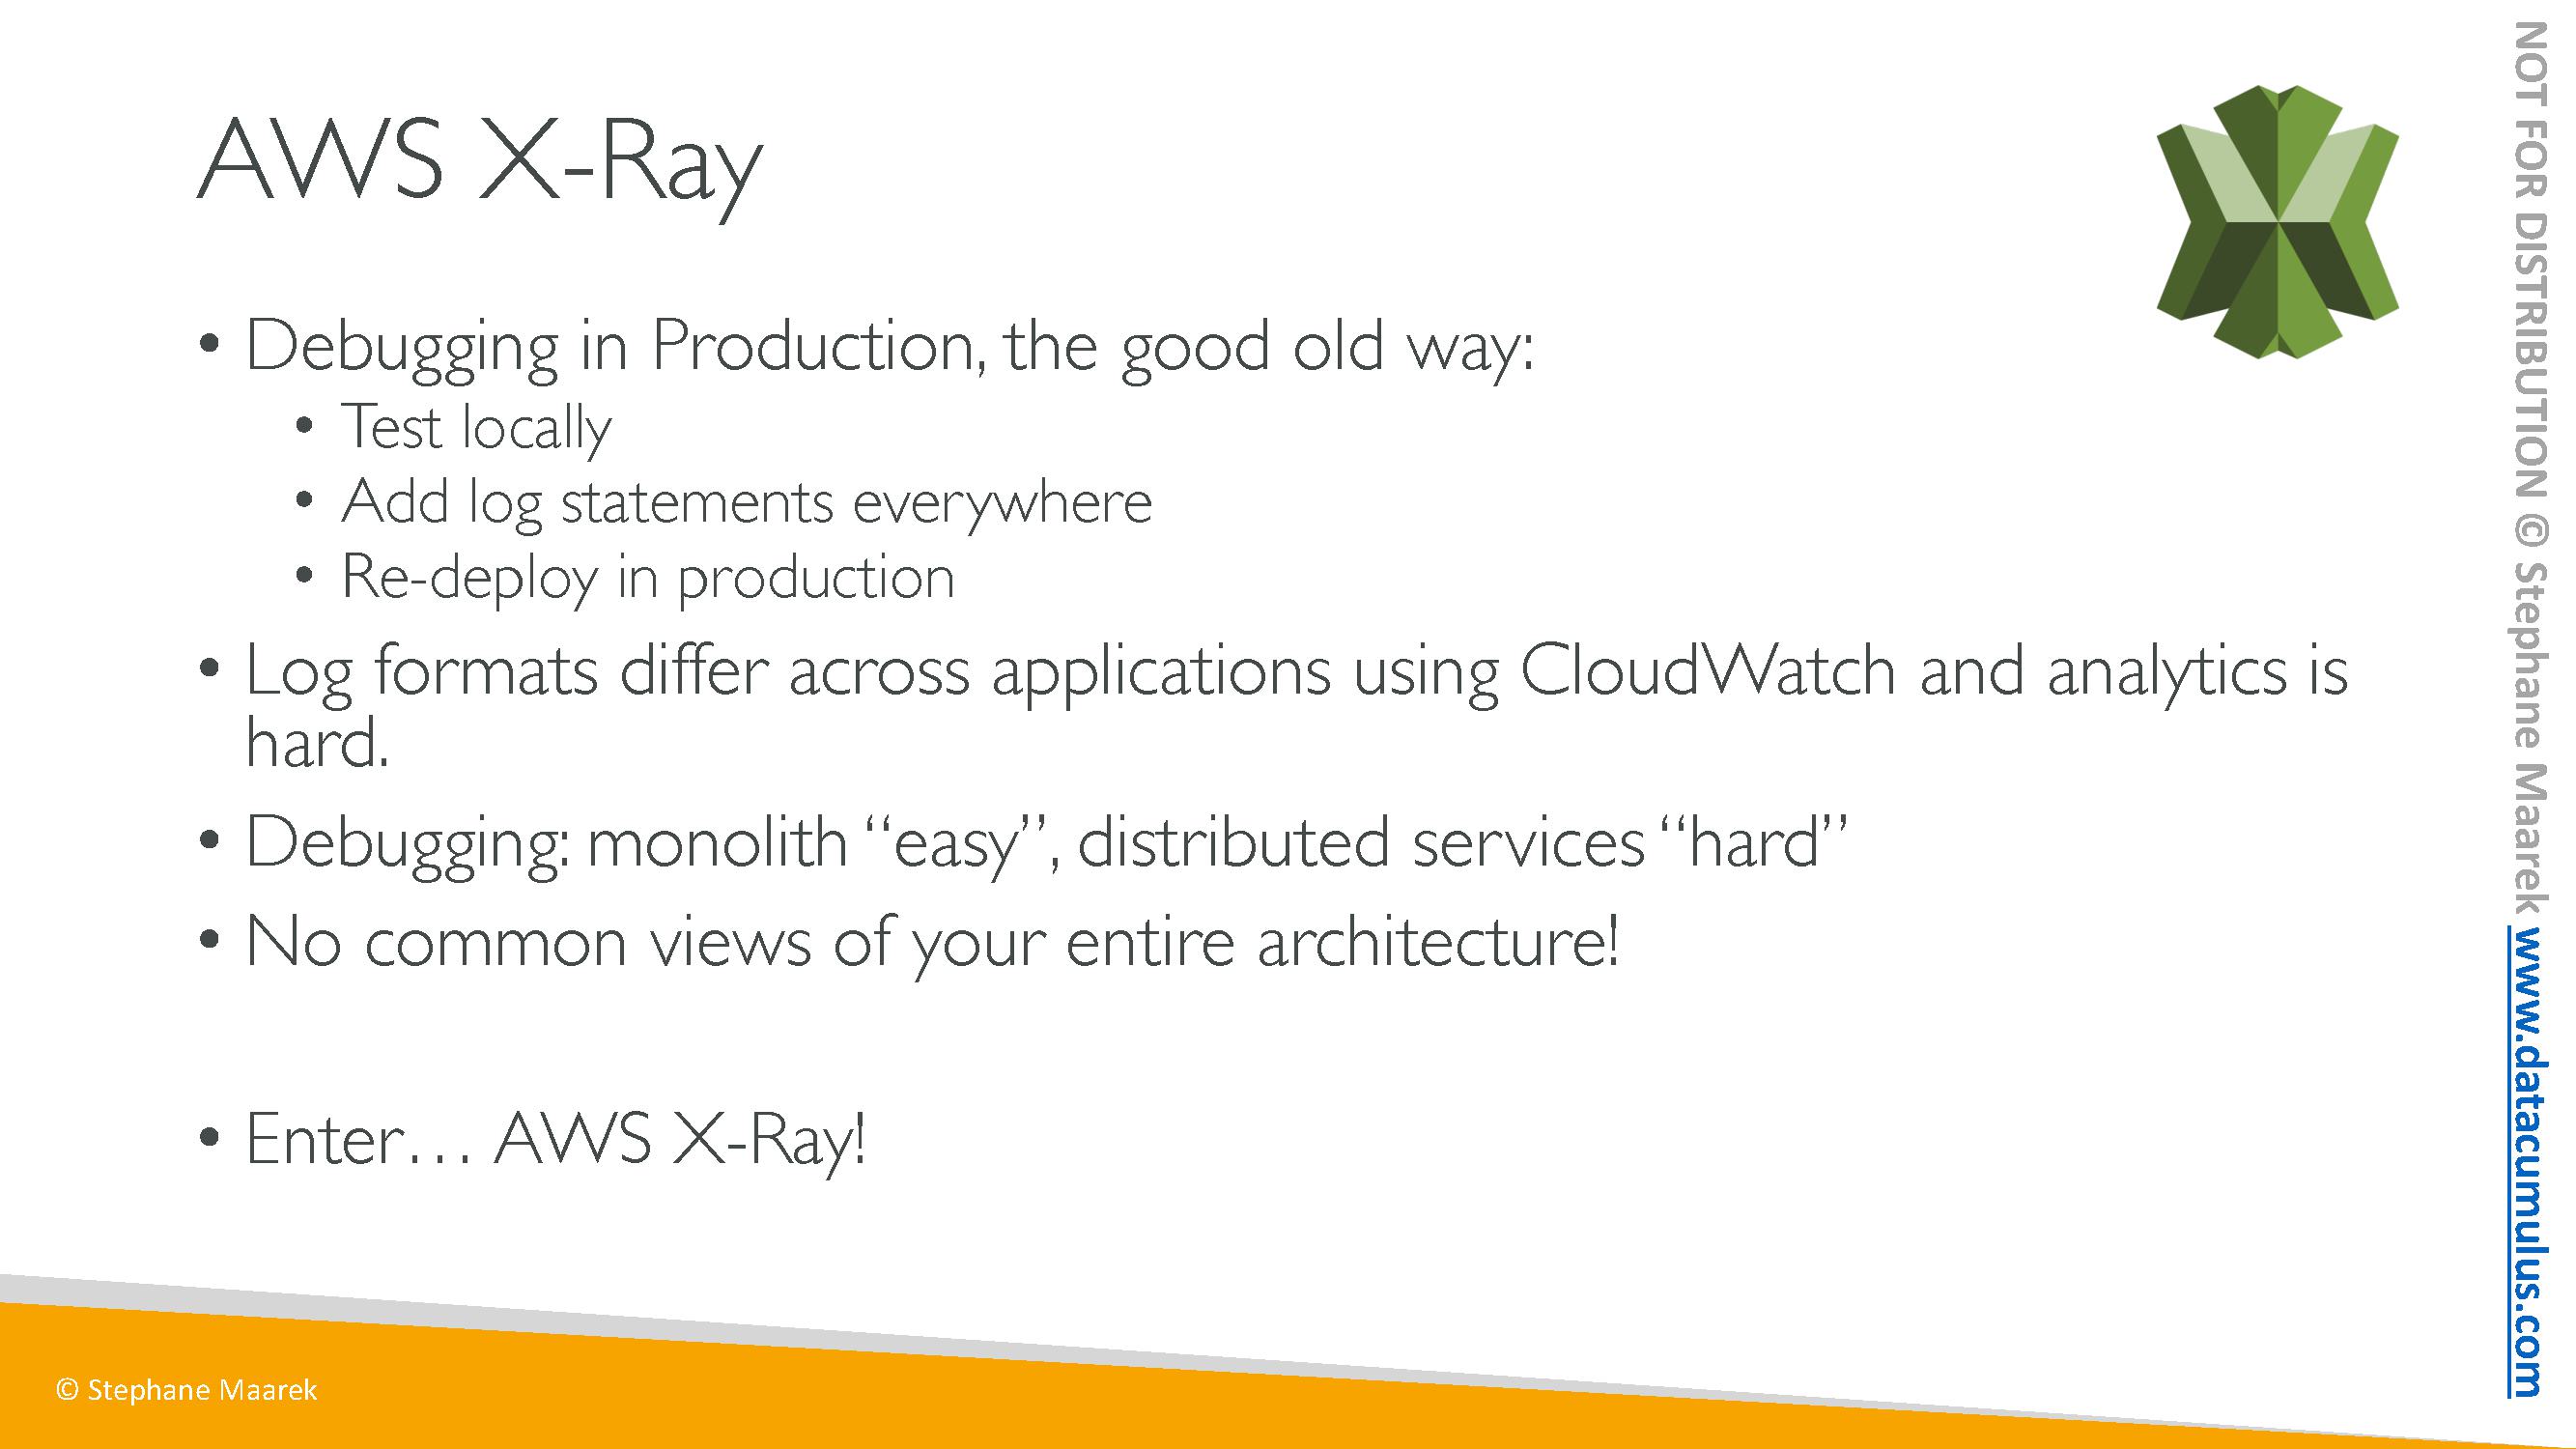 AWS X-Ray
• Debugging in Production, the good old way:
• Test locally
• Add log statements everywhere
• Re-deploy in production
• Log formats differ across applications using CloudWatch and analytics is
hard.
• Debugging: monolith “easy”, distributed services “hard”
• No common views of your entire architecture!
• Enter… AWS X-Ray!
© Stephane Maarek
NOT FOR DISTRIBUTION © Stephane Maarek www.datacumulus.com